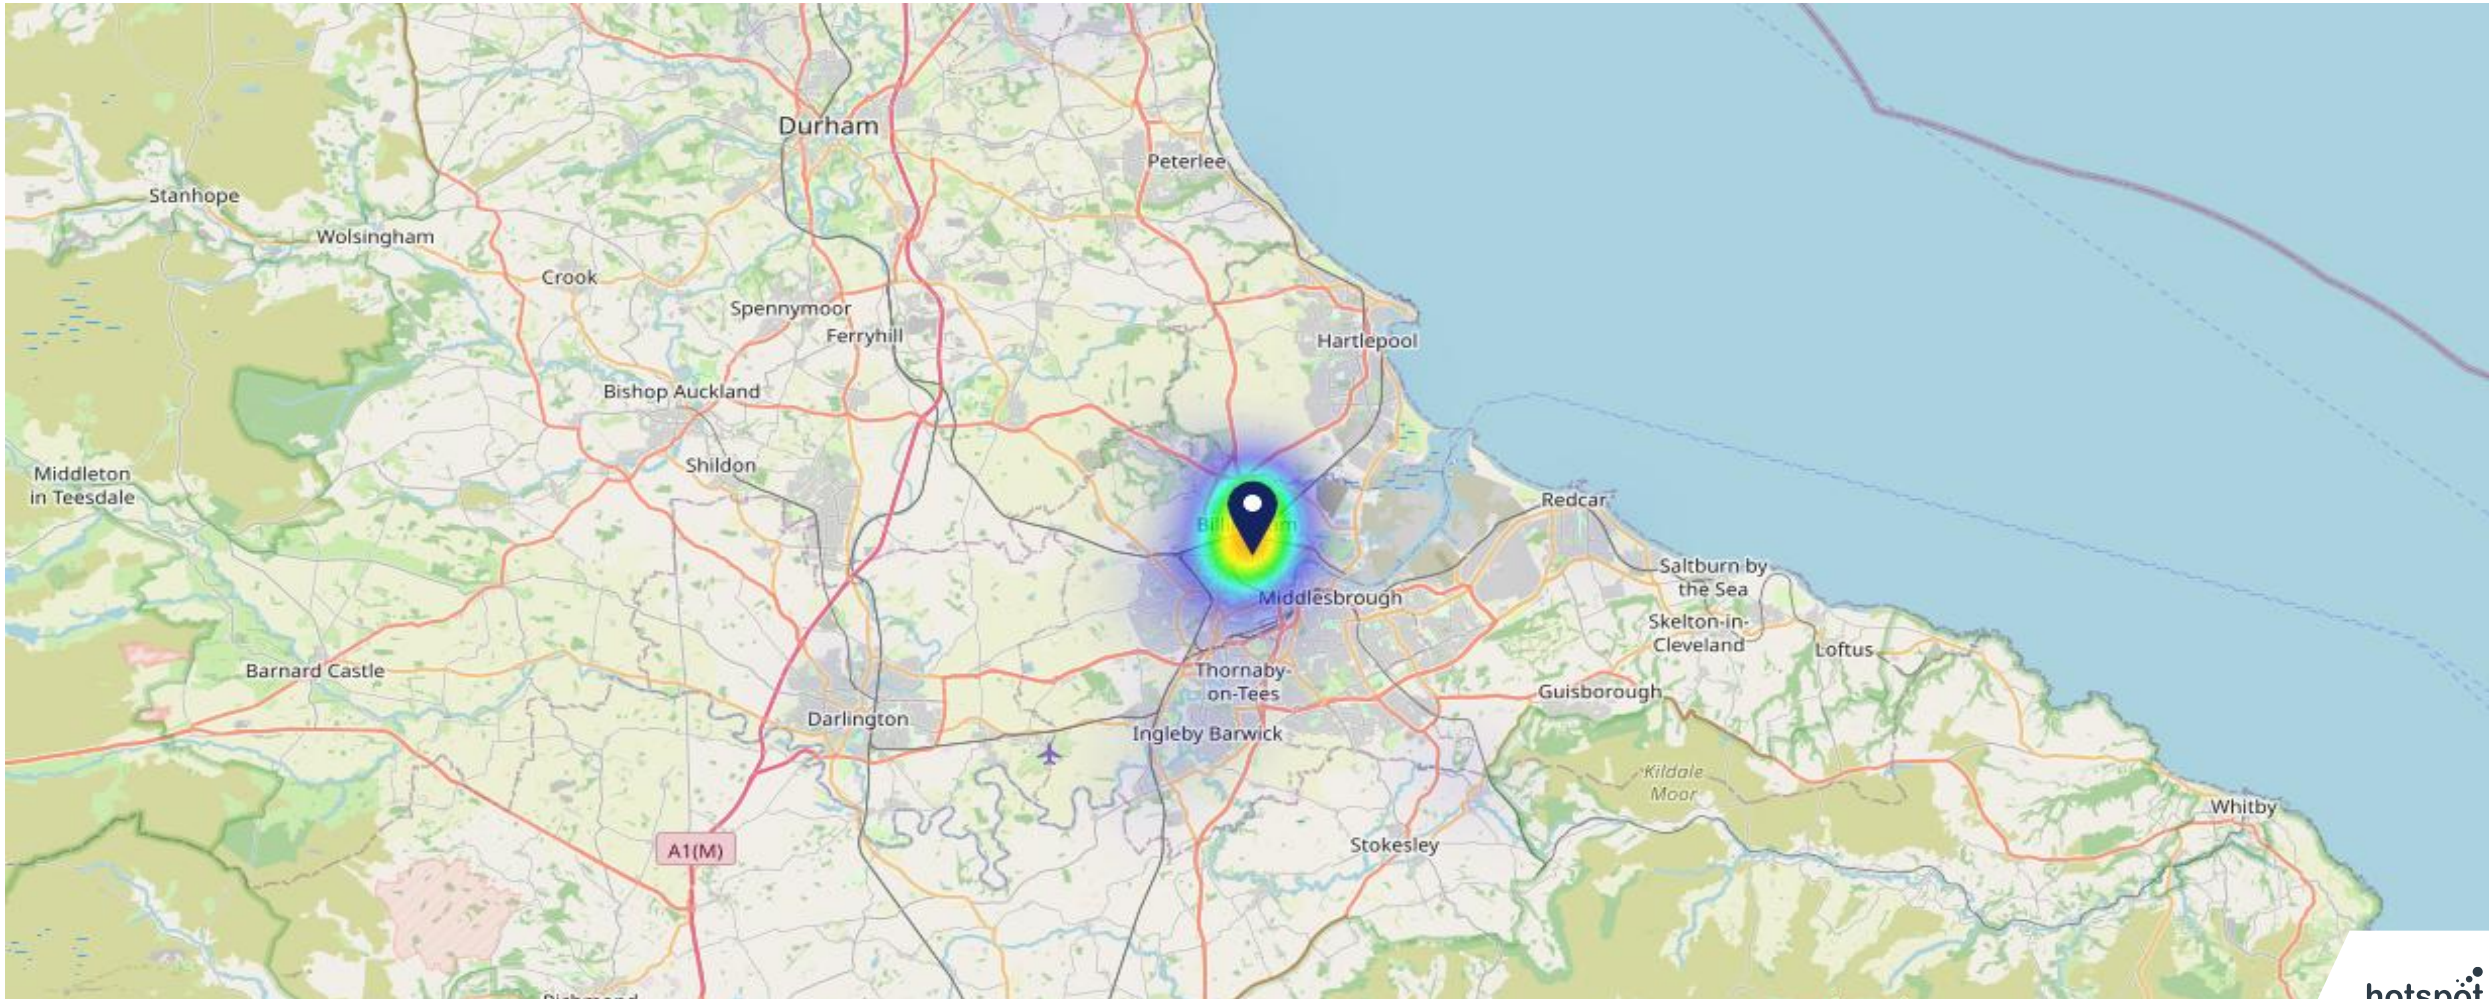 Durham
Peterlee
Stanhope
Wolsingham
Crook
Spennymoor
Ferryhill
Hartlepool
Bishop Auckland
Shildon
Middleton
in Teesdale
Redcar
Saltburn by
the Sea
Middlesbrough
Skelton-in-
Cleveland
Loftus
Barnard Castle
Thornaby-
on-Tees
Guisborough
Darlington
Ingleby Barwick
Kildale
Moor
Whitby
A1(M)
Stokesley
hotspot